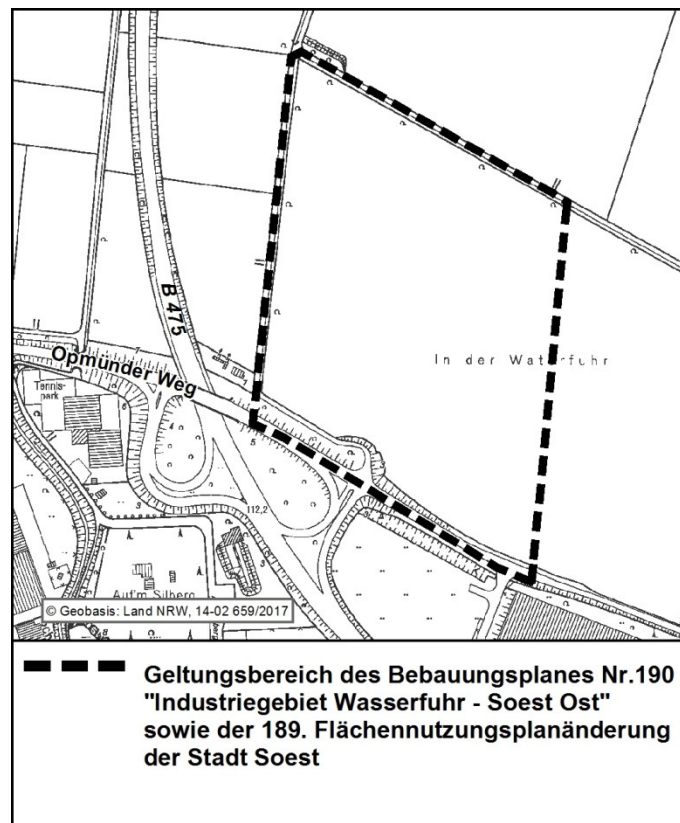 B 475
Opmünder Weg
In der Waterfuhr
Tennis-
park
112,2
Auf'm Silberg
© Geobasis: Land NRW, 14-02 659/2017
Geltungsbereich des Bebauungsplanes Nr.190
"Industriegebiet Wasserfuhr - Soest Ost"
sowie der 189. Flächennutzungsplanänderung
der Stadt Soest